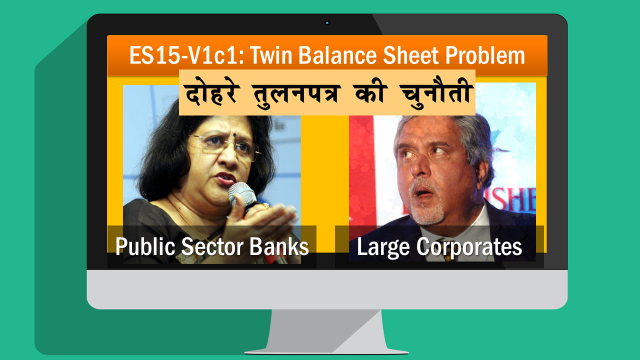 ES15-V1c1: Twin Balance Sheet Problem
दोहरे तुलनपत्र की चुनौती
Public Sector Banks
Large Corporates